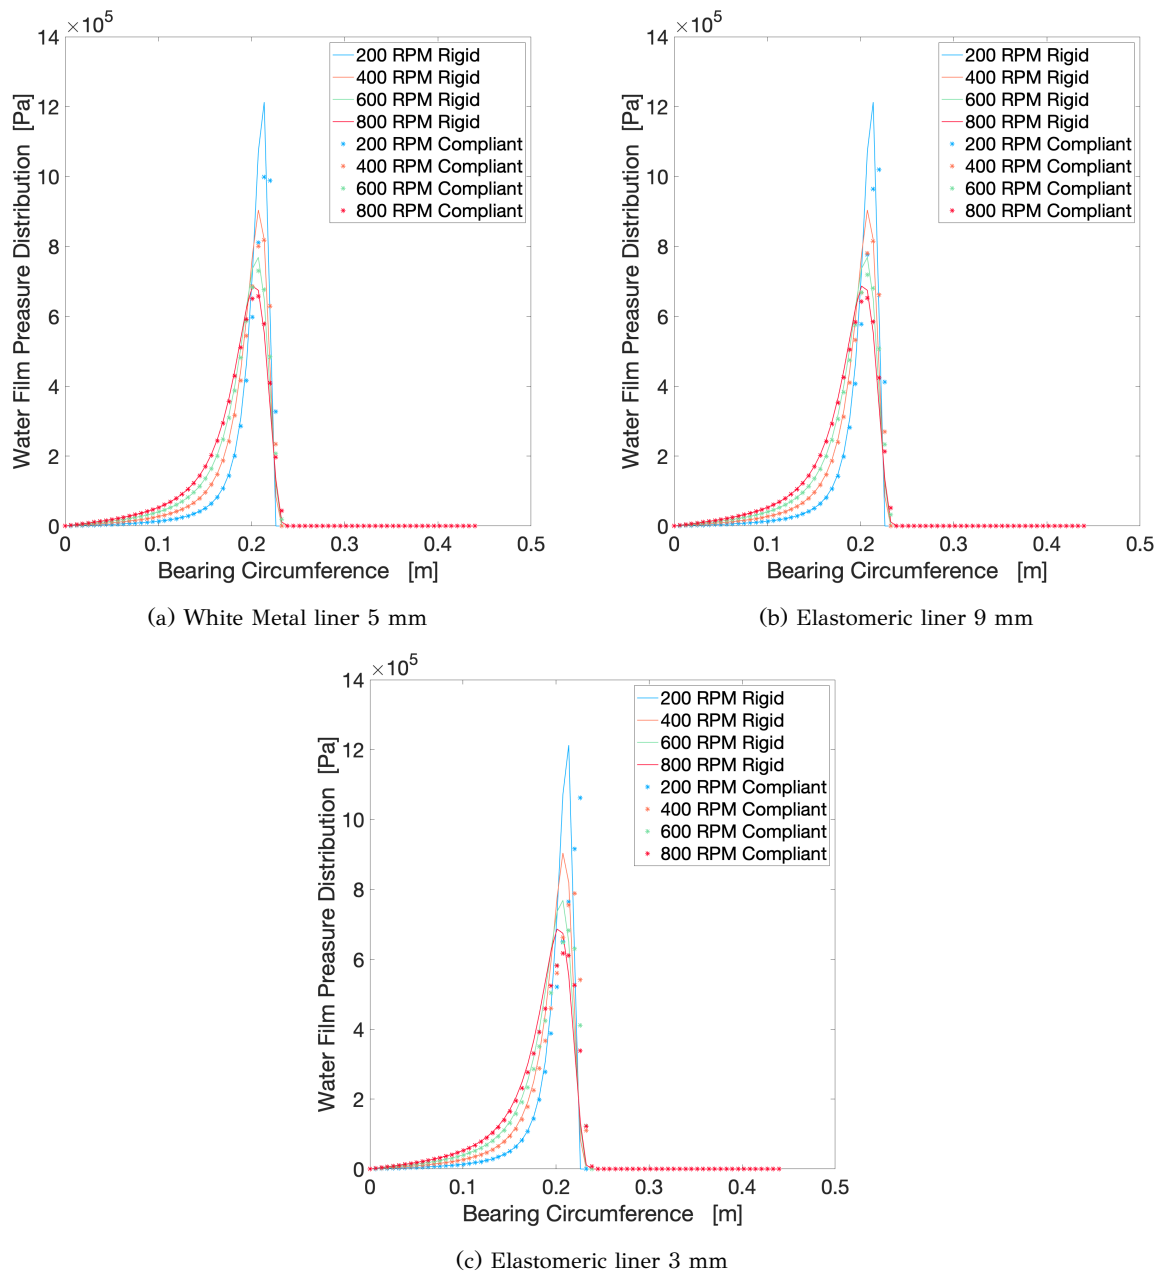 ×10⁵
14
12
10
8
6
4
2
0
Water Film Preasure Distribution [Pa]
200 RPM Rigid
400 RPM Rigid
600 RPM Rigid
800 RPM Rigid
200 RPM Compliant
400 RPM Compliant
600 RPM Compliant
800 RPM Compliant
0 0.1 0.2 0.3 0.4 0.5
Bearing Circumference [m]
(a) White Metal liner 5 mm
×10⁵
14
12
10
8
6
4
2
0
Water Film Preasure Distribution [Pa]
200 RPM Rigid
400 RPM Rigid
600 RPM Rigid
800 RPM Rigid
200 RPM Compliant
400 RPM Compliant
600 RPM Compliant
800 RPM Compliant
0 0.1 0.2 0.3 0.4 0.5
Bearing Circumference [m]
(b) Elastomeric liner 9 mm
×10⁵
14
12
10
8
6
4
2
0
Water Film Preasure Distribution [Pa]
200 RPM Rigid
400 RPM Rigid
600 RPM Rigid
800 RPM Rigid
200 RPM Compliant
400 RPM Compliant
600 RPM Compliant
800 RPM Compliant
0 0.1 0.2 0.3 0.4 0.5
Bearing Circumference [m]
(c) Elastomeric liner 3 mm